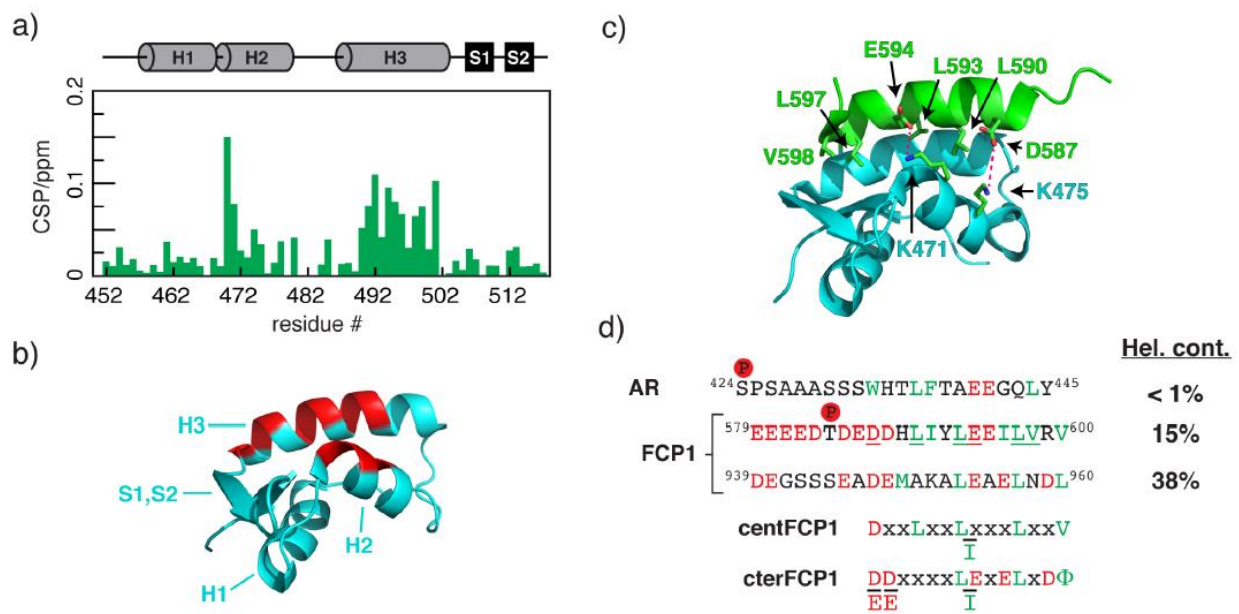 a)
H1 H2 H3 S1 S2
0.2
0.1
0
CSP/ppm
452 462 472 482 492 502 512
residue #
b)
H3
S1,S2
H2
H1
c)
E594
L593 L590
L597
V598
D587
K475
K471
d)
Hel. cont.
P
AR 424SPSAAASSSWHTLFTAEEGQLY445 < 1%
P
FCP1
579EEEEDTDEDDHLIYLEEILVRV600 15%
939DEGSSSEADEMAKALEAELNDL960 38%
centFCP1 DxxLxxLxxxLxxV
I
cterFCP1 DDxxxxLExELxDΦ
EE I